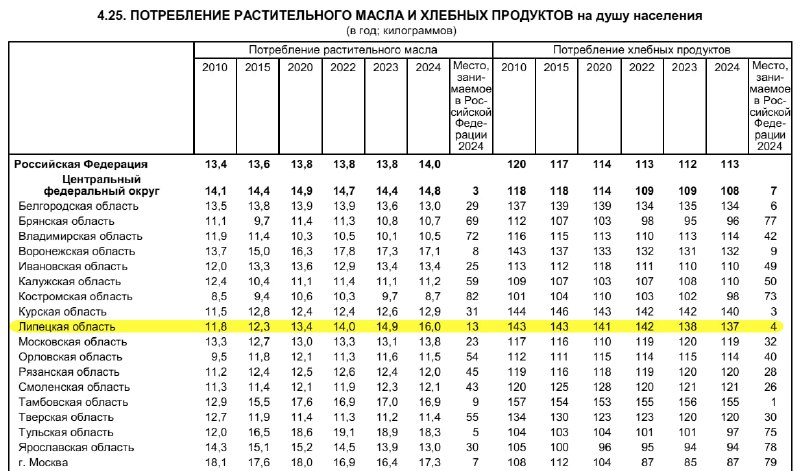 4.25. ПОТРЕБЛЕНИЕ РАСТИТЕЛЬНОГО МАСЛА И ХЛЕБНЫХ ПРОДУКТОВ на душу населения
(в год; килограммов)
Потребление растительного масла Потребление хлебных продуктов
2010 2015 2020 2022 2023 2024 Место, зани-маемое в Рос-сийской Феде-рации 2024 2010 2015 2020 2022 2023 2024 Место, зани-маемое в Рос-сийской Феде-рации 2024
Российская Федерация 13,4 13,6 13,8 13,8 13,8 14,0 120 117 114 113 112 113
Центральный
федеральный округ 14,1 14,4 14,9 14,7 14,4 14,8 3 118 118 114 109 109 108 7
Белгородская область 13,5 13,8 13,9 13,9 13,6 13,0 29 137 139 139 134 135 134 6
Брянская область 11,1 9,7 11,4 11,3 10,8 10,7 69 112 107 103 98 95 96 77
Владимирская область 11,9 11,4 10,3 10,5 10,1 10,5 72 116 115 113 110 113 114 42
Воронежская область 13,7 15,0 16,3 17,8 17,3 17,1 8 143 137 133 132 131 132 9
Ивановская область 12,0 13,3 13,6 12,9 13,4 13,4 25 113 112 118 111 110 110 49
Калужская область 12,4 10,4 11,1 11,4 11,1 11,2 59 109 107 103 107 108 110 50
Костромская область 8,5 9,4 10,6 10,3 9,7 8,7 82 101 104 110 103 102 98 73
Курская область 11,5 12,8 12,4 12,4 12,6 12,9 31 144 146 143 142 142 140 3
Липецкая область 11,8 12,3 13,4 14,0 14,9 16,0 13 143 143 141 142 138 137 4
Московская область 13,3 12,7 13,0 13,3 13,1 13,8 23 117 116 110 119 120 119 32
Орловская область 9,5 11,8 12,1 11,3 11,6 11,5 54 112 111 115 114 115 114 40
Рязанская область 11,2 12,4 12,5 12,6 12,4 12,0 45 119 116 118 119 120 120 28
Смоленская область 11,3 11,4 12,1 11,9 12,3 12,1 43 120 125 128 120 121 121 26
Тамбовская область 12,9 15,5 17,6 16,9 17,0 16,9 9 157 154 153 155 156 155 1
Тверская область 12,7 11,9 11,4 11,3 11,2 11,4 55 134 130 123 123 120 120 30
Тульская область 12,0 16,5 18,6 19,1 18,9 18,3 5 104 103 104 101 101 97 75
Ярославская область 14,3 15,1 15,2 14,5 13,9 13,0 30 105 100 96 95 94 94 78
г. Москва 18,1 17,6 18,0 16,9 16,4 17,3 7 108 112 104 87 85 87 79